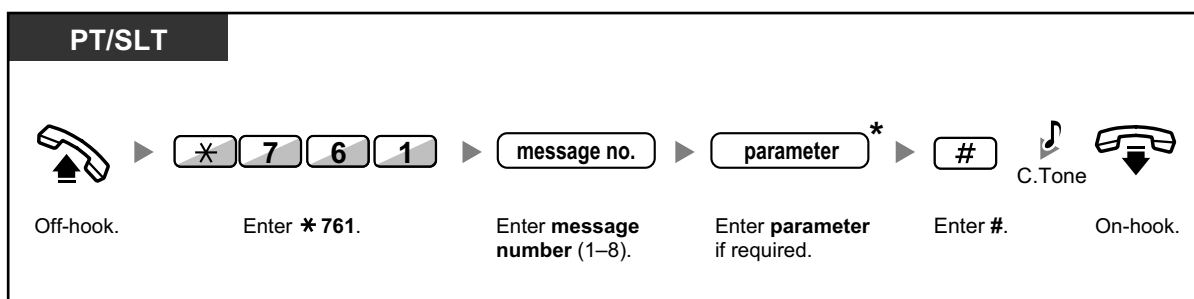 PT/SLT
* 7 6 1
message no.
parameter
*
#
C.Tone
Off-hook.
Enter * 761.
Enter message
number (1–8).
Enter parameter
if required.
Enter #.
On-hook.